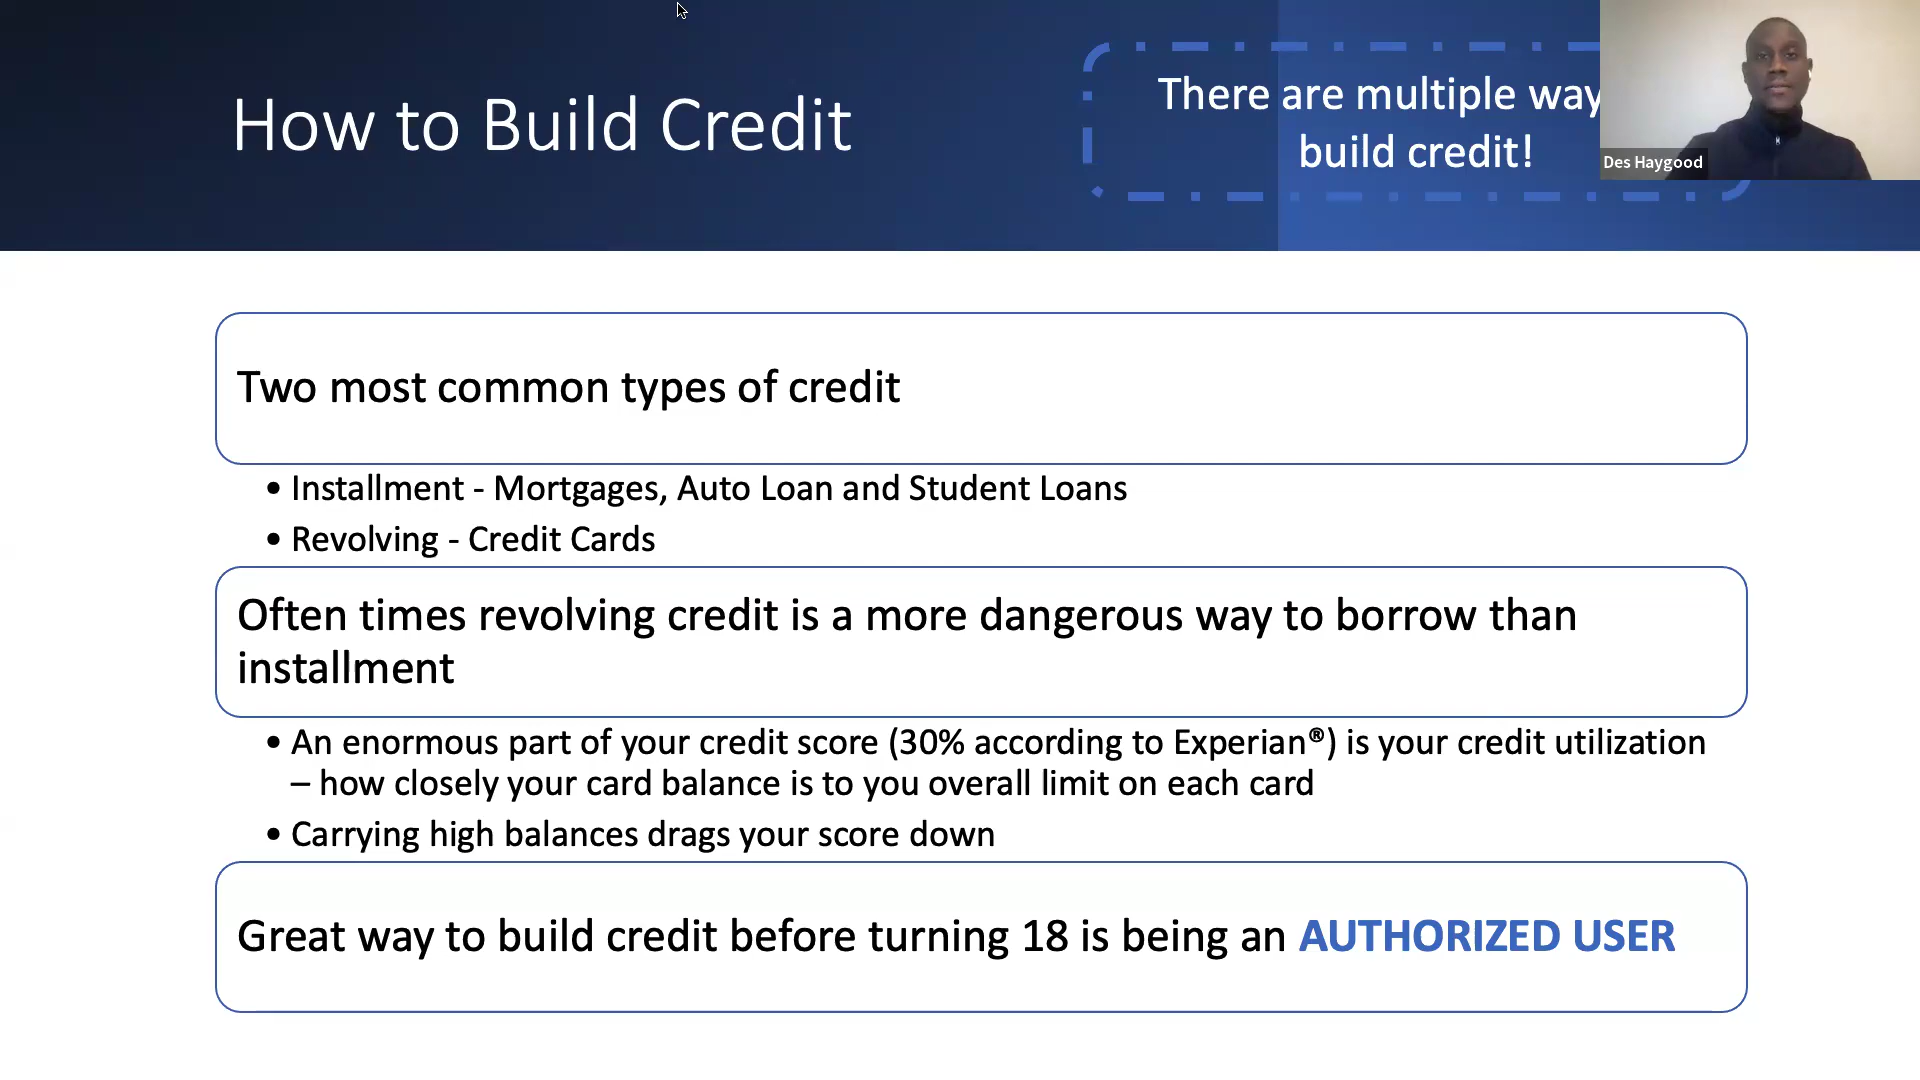 How to Build Credit
There are multiple way
build credit!
Des Haygood
Two most common types of credit
• Installment - Mortgages, Auto Loan and Student Loans
• Revolving - Credit Cards
Often times revolving credit is a more dangerous way to borrow than
installment
• An enormous part of your credit score (30% according to Experian®) is your credit utilization
– how closely your card balance is to you overall limit on each card
• Carrying high balances drags your score down
Great way to build credit before turning 18 is being an AUTHORIZED USER